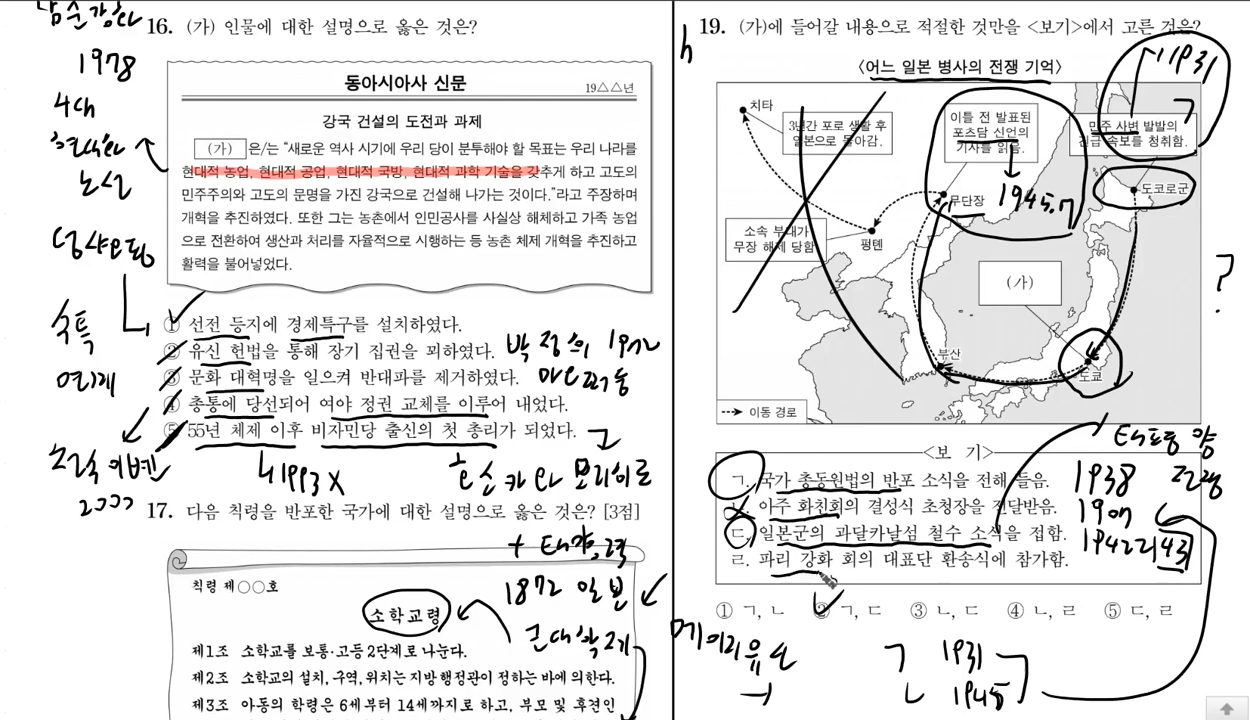 남순강화
1978
4대
현대화
노선
16. (가) 인물에 대한 설명으로 옳은 것은?
동아시아사 신문
19△△년
강국 건설의 도전과 과제
(가) 은/는 “새로운 역사 시기에 우리 당이 분투해야 할 목표는 우리 나라를
현대적 농업, 현대적 공업, 현대적 국방, 현대적 과학 기술을 갖추게 하고 고도의
민주주의와 고도의 문명을 가진 강국으로 건설해 나가는 것이다.”라고 주장하며
개혁을 추진하였다. 또한 그는 농촌에서 인민공사를 사실상 해체하고 가족 농업
으로 전환하여 생산과 처리를 자율적으로 시행하는 등 농촌 체제 개혁을 추진하고
활력을 불어넣었다.
덩샤오핑
① 선전 등지에 경제특구를 설치하였다.
② 유신 헌법을 통해 장기 집권을 꾀하였다. 박정희 1972
③ 문화 대혁명을 일으켜 반대파를 제거하였다. 마오쩌둥
④ 총통에 당선되어 여야 정권 교체를 이루어 내었다.
⑤ 55년 체제 이후 비자민당 출신의 첫 총리가 되었다.
1993 X
호소카와 모리히로
2000
17. 다음 칙령을 반포한 국가에 대한 설명으로 옳은 것은? [3점]
+ 태양력
1872 일본
근대학제
칙령 제○○호
소학교령
제1조 소학교를 보통·고등 2단계로 나눈다.
제2조 소학교의 설치, 구역, 위치는 지방 행정관이 정하는 바에 의한다.
제3조 아동의 학령은 6세부터 14세까지로 하고, 부모 및 후견인
19. (가)에 들어갈 내용으로 적절한 것만을 <보기>에서 고른 것은?
<어느 일본 병사의 전쟁 기억>
1931
ㄱ
치타
3년간 포로 생활 후
일본으로 돌아감.
이틀 전 발표된
포츠담 선언의
기사를 읽음.
만주 사변 발발의
긴급 속보를 청취함.
무단장
1945.7
도코로군
소속 부대가
무장 해제 당함.
펑톈
(가)
?
부산
도쿄
이동 경로
태평양
전쟁
<보 기>
ㄱ. 국가 총동원법의 반포 소식을 전해 들음. 1938
ㄴ. 아주 화친회의 결성식 초청장을 전달받음. 1907
ㄷ. 일본군의 과달카날섬 철수 소식을 접함. 1942 43
ㄹ. 파리 강화 회의 대표단 환송식에 참가함.
① ㄱ, ㄴ ② ㄱ, ㄷ ③ ㄴ, ㄷ ④ ㄴ, ㄹ ⑤ ㄷ, ㄹ
메이지유신
ㄱ 1931
ㄴ 1945